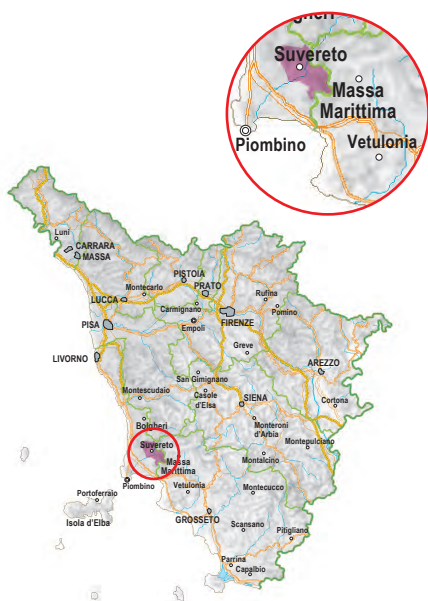 Suvereto
Massa
Marittima
Piombino
Vetulonia
Luni
CARRARA
MASSA
PISTOIA
Montecarlo
PRATO
LUCCA
Carmignano
Rufina
Pomino
PISA
Empoli
FIRENZE
LIVORNO
Greve
AREZZO
San Gimignano
Montescudaio
Casole
d'Elsa
SIENA
Cortona
Bolgheri
Monteroni
d'Arbia
Montepulciano
Suvereto
Massa
Marittima
Montalcino
Piombino
Vetulonia
Montecucco
Portoferraio
Isola d'Elba
GROSSETO
Scansano
Pitigliano
Parrina
Capalbio